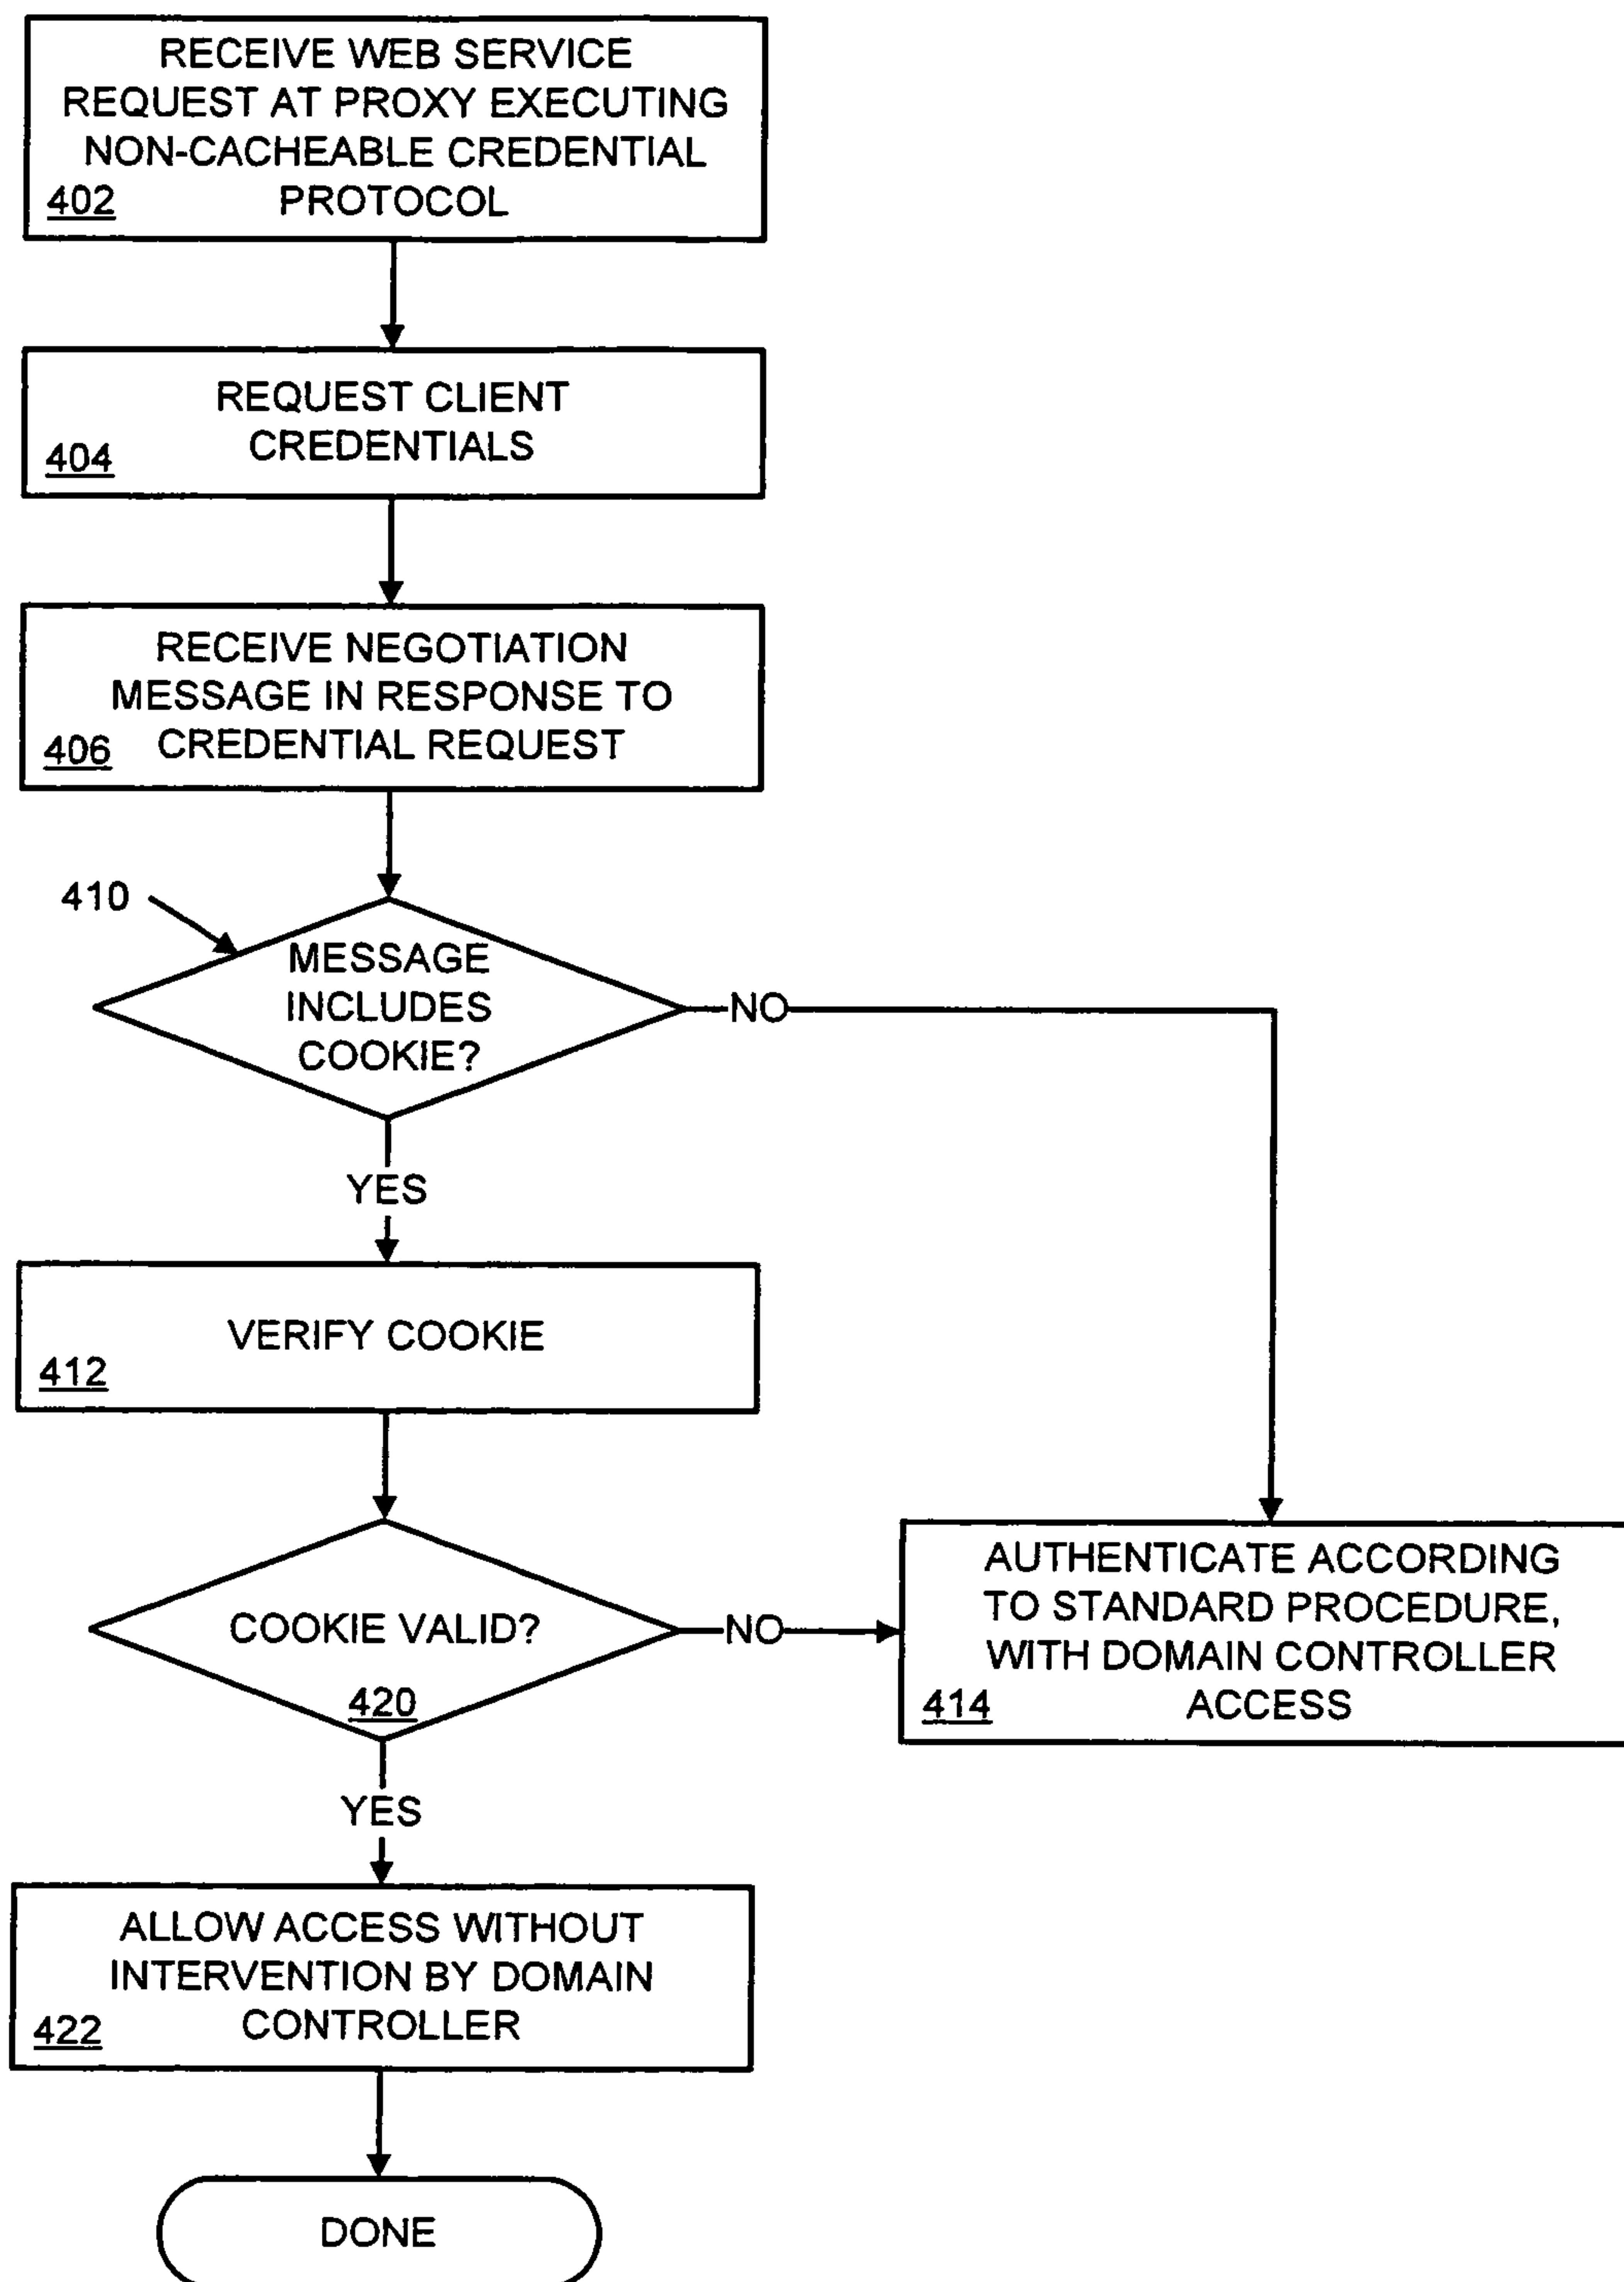 RECEIVE WEB SERVICE
REQUEST AT PROXY EXECUTING
NON-CACHEABLE CREDENTIAL
PROTOCOL
402
REQUEST CLIENT
CREDENTIALS
404
RECEIVE NEGOTIATION
MESSAGE IN RESPONSE TO
CREDENTIAL REQUEST
406
410
MESSAGE
INCLUDES
COOKIE?
NO
YES
VERIFY COOKIE
412
COOKIE VALID?
420
NO
AUTHENTICATE ACCORDING
TO STANDARD PROCEDURE,
WITH DOMAIN CONTROLLER
ACCESS
414
YES
ALLOW ACCESS WITHOUT
INTERVENTION BY DOMAIN
CONTROLLER
422
DONE